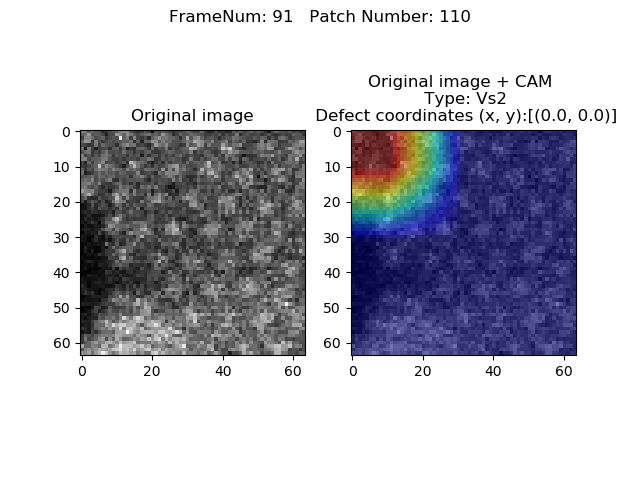 FrameNum: 91   Patch Number: 110
Original image
0
10
20
30
40
50
60
0 20 40 60
Original image + CAM
Type: Vs2
Defect coordinates (x, y):[(0.0, 0.0)]
0
10
20
30
40
50
60
0 20 40 60